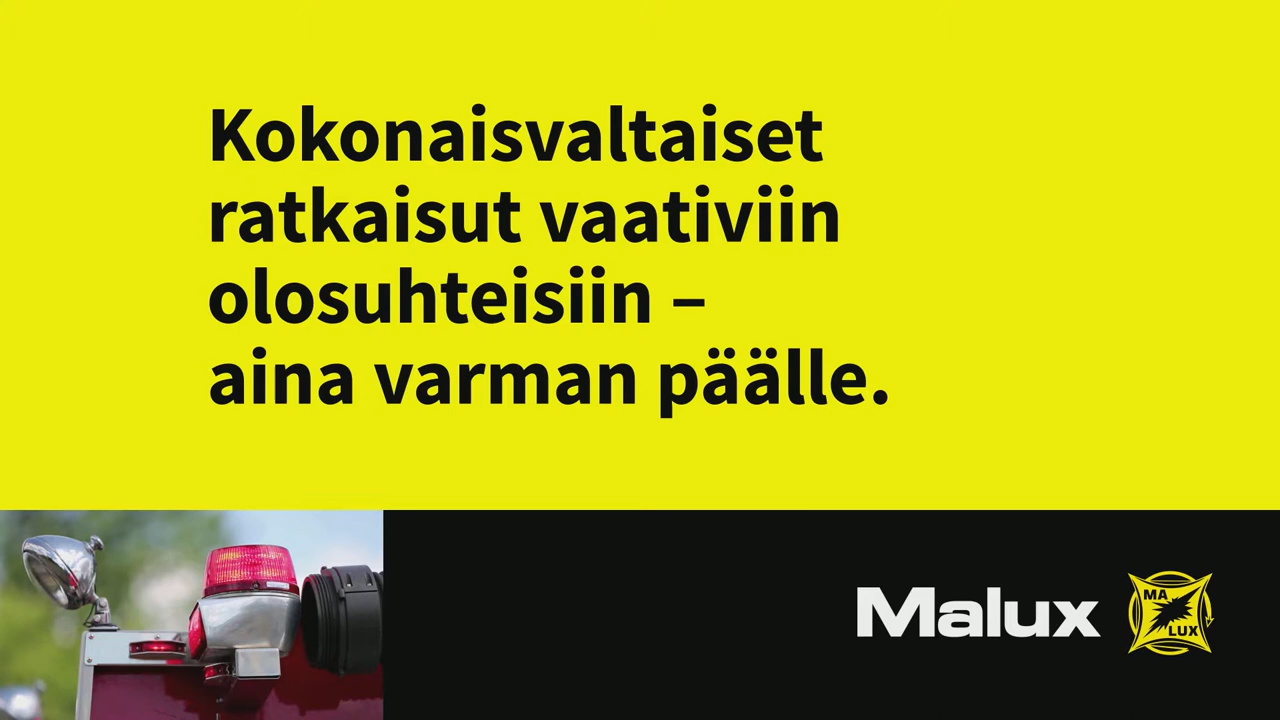 Kokonaisvaltaiset
ratkaisut vaativiin
olosuhteisiin –
aina varman päälle.
Malux
MA
LUX